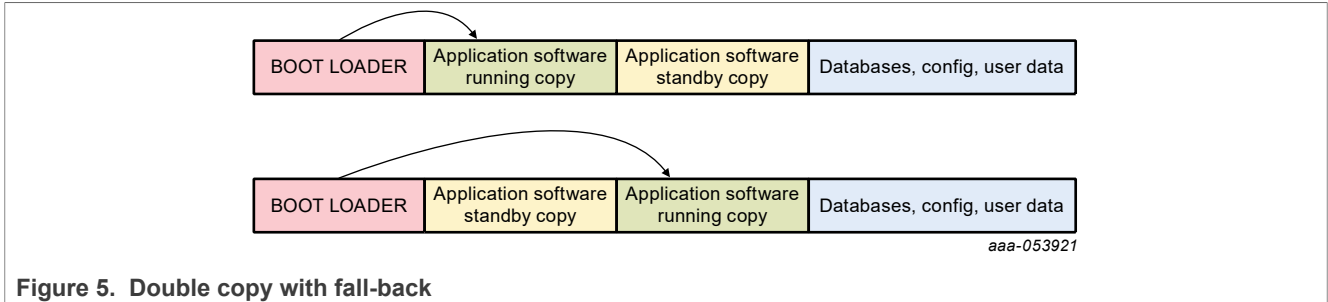 BOOT LOADER
Application software
running copy
Application software
standby copy
Databases, config, user data
BOOT LOADER
Application software
standby copy
Application software
running copy
Databases, config, user data
aaa-053921
Figure 5. Double copy with fall-back